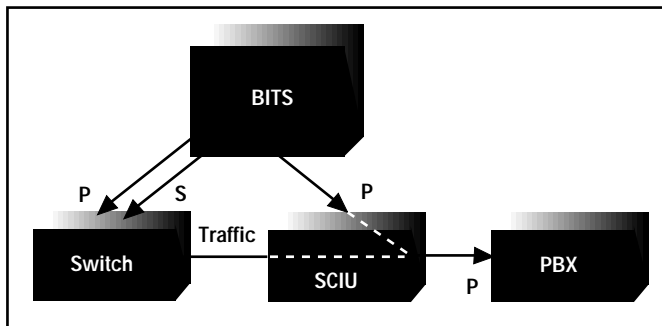 BITS
P
S
P
Traffic
Switch
SCIU
PBX
P